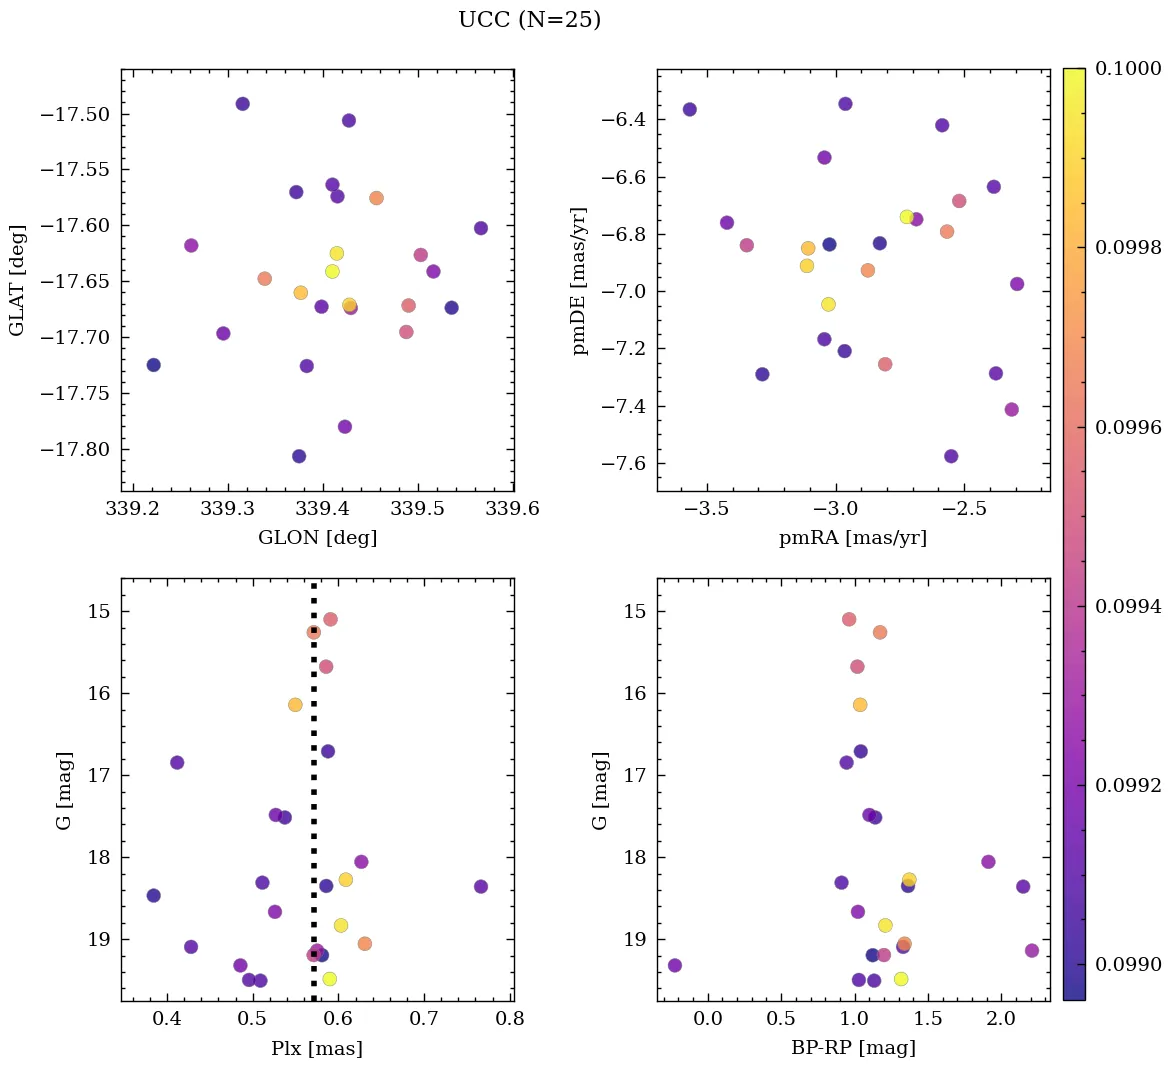 UCC (N=25)
−17.50
−17.55
−17.60
−17.65
−17.70
−17.75
−17.80
GLAT [deg]
339.2 339.3 339.4 339.5 339.6
GLON [deg]
−6.4
−6.6
−6.8
−7.0
−7.2
−7.4
−7.6
pmDE [mas/yr]
−3.5 −3.0 −2.5
pmRA [mas/yr]
15
16
17
18
19
G [mag]
0.4 0.5 0.6 0.7 0.8
Plx [mas]
15
16
17
18
19
G [mag]
0.0 0.5 1.0 1.5 2.0
BP-RP [mag]
0.1000
0.0998
0.0996
0.0994
0.0992
0.0990